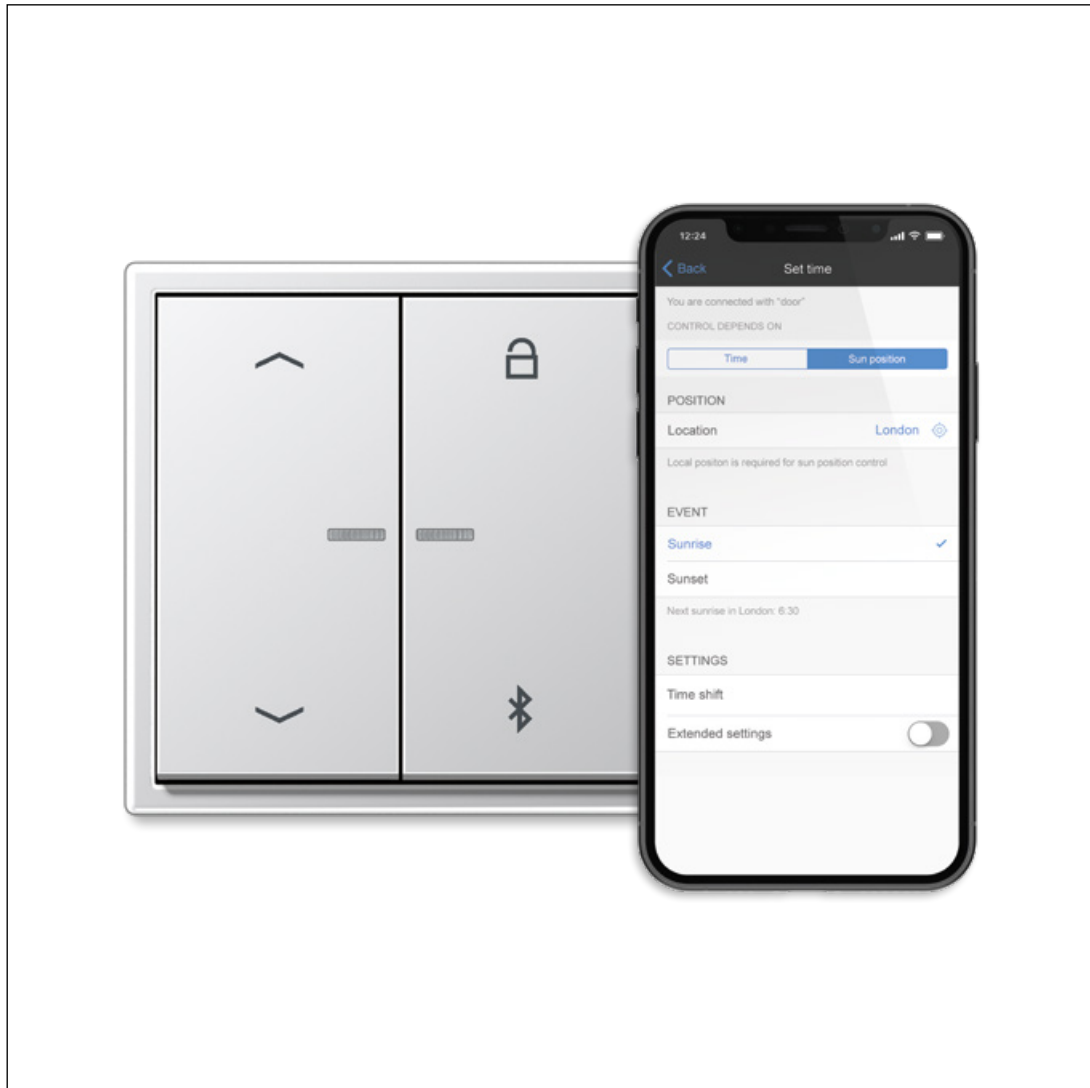 12:24
Back Set time
You are connected with "door"
CONTROL DEPENDS ON
Time Sun position
POSITION
Location London
Local positon is required for sun position control
EVENT
Sunrise
Sunset
Next sunrise in London: 6:30
SETTINGS
Time shift
Extended settings